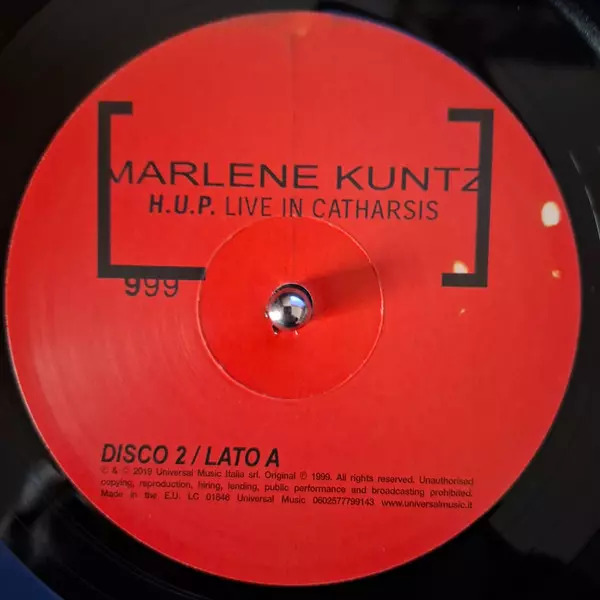 MARLENE KUNTZ
H.U.P. LIVE IN CATHARSIS
999
DISCO 2 / LATO A
℗ & © 2019 Universal Music Italia srl. Original ℗ 1999. All rights reserved. Unauthorised
copying, reproduction, hiring, lending, public performance and broadcasting prohibited.
Made in the E.U. LC 01846 Universal Music 0602577799143 www.universalmusic.it